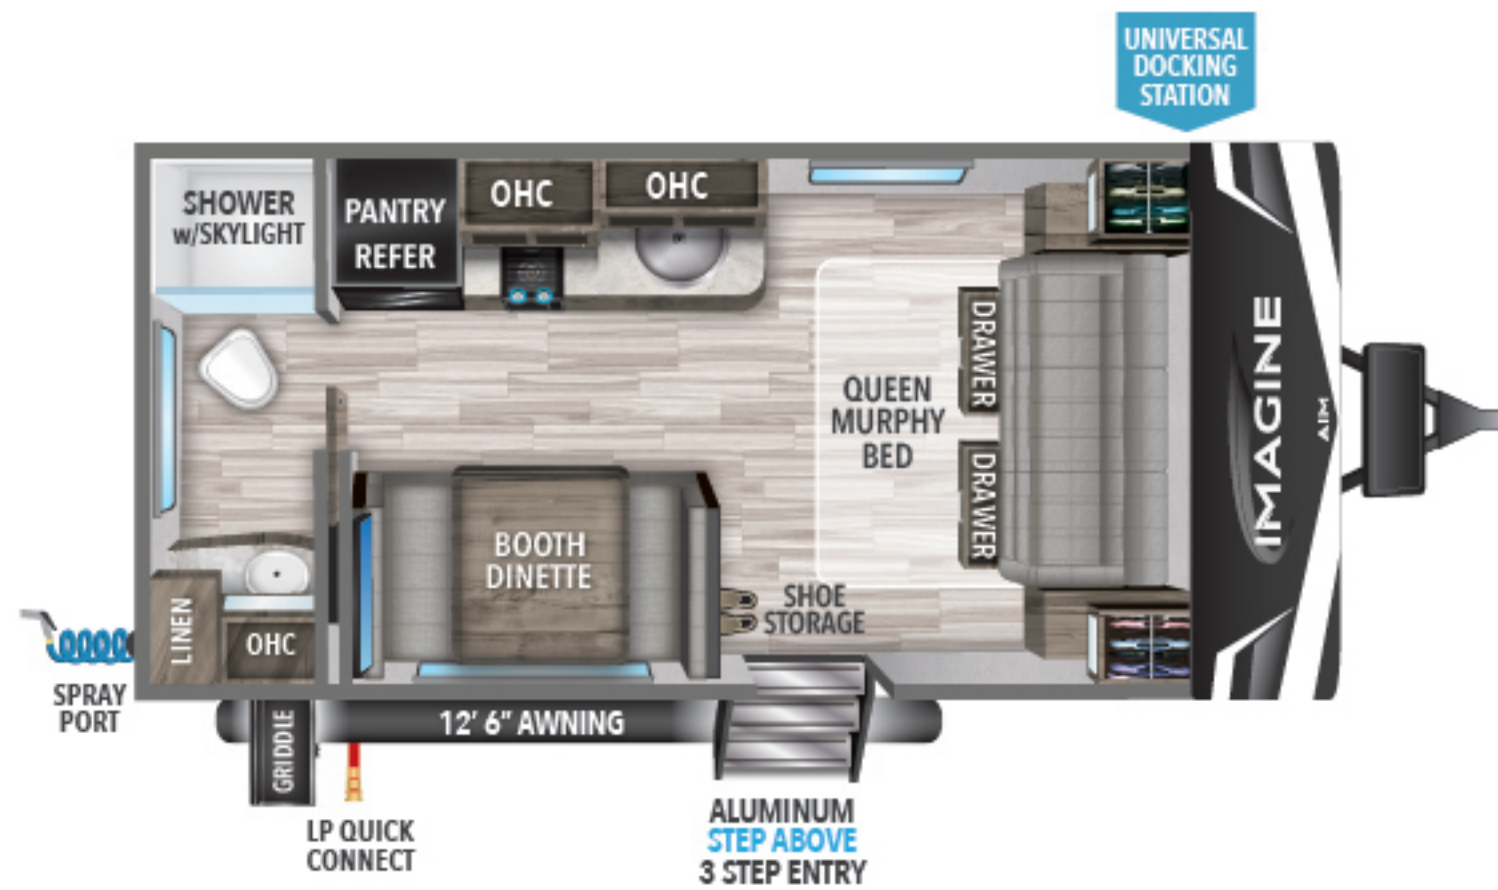 UNIVERSAL
DOCKING
STATION
SHOWER
w/SKYLIGHT
PANTRY
REFER
OHC
OHC
DRAWER
DRAWER
QUEEN
MURPHY
BED
IMAGINE
AIM
BOOTH
DINETTE
SHOE
STORAGE
LINEN
OHC
SPRAY
PORT
GRIDDLE
12' 6" AWNING
LP QUICK
CONNECT
ALUMINUM
STEP ABOVE
3 STEP ENTRY